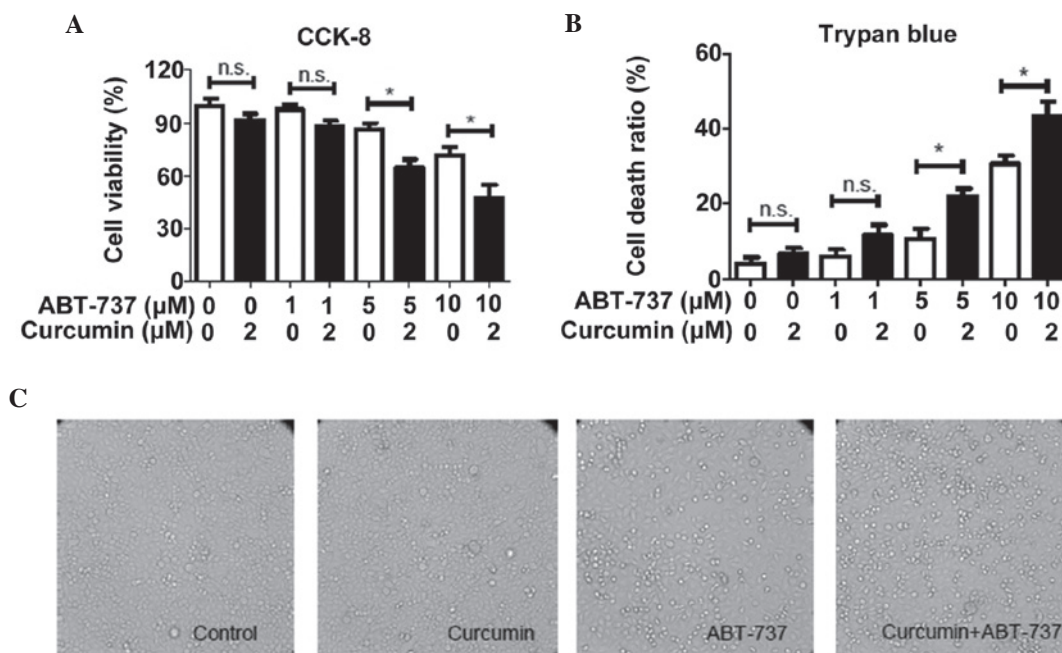 A
CCK-8
Cell viability (%)
120
90
60
30
0
n.s.
n.s.
*
*
ABT-737 (µM) 0 0 1 1 5 5 10 10
Curcumin (µM) 0 2 0 2 0 2 0 2
B
Trypan blue
Cell death ratio (%)
60
40
20
0
n.s.
n.s.
*
*
ABT-737 (µM) 0 0 1 1 5 5 10 10
Curcumin (µM) 0 2 0 2 0 2 0 2
C
Control
Curcumin
ABT-737
Curcumin+ABT-737